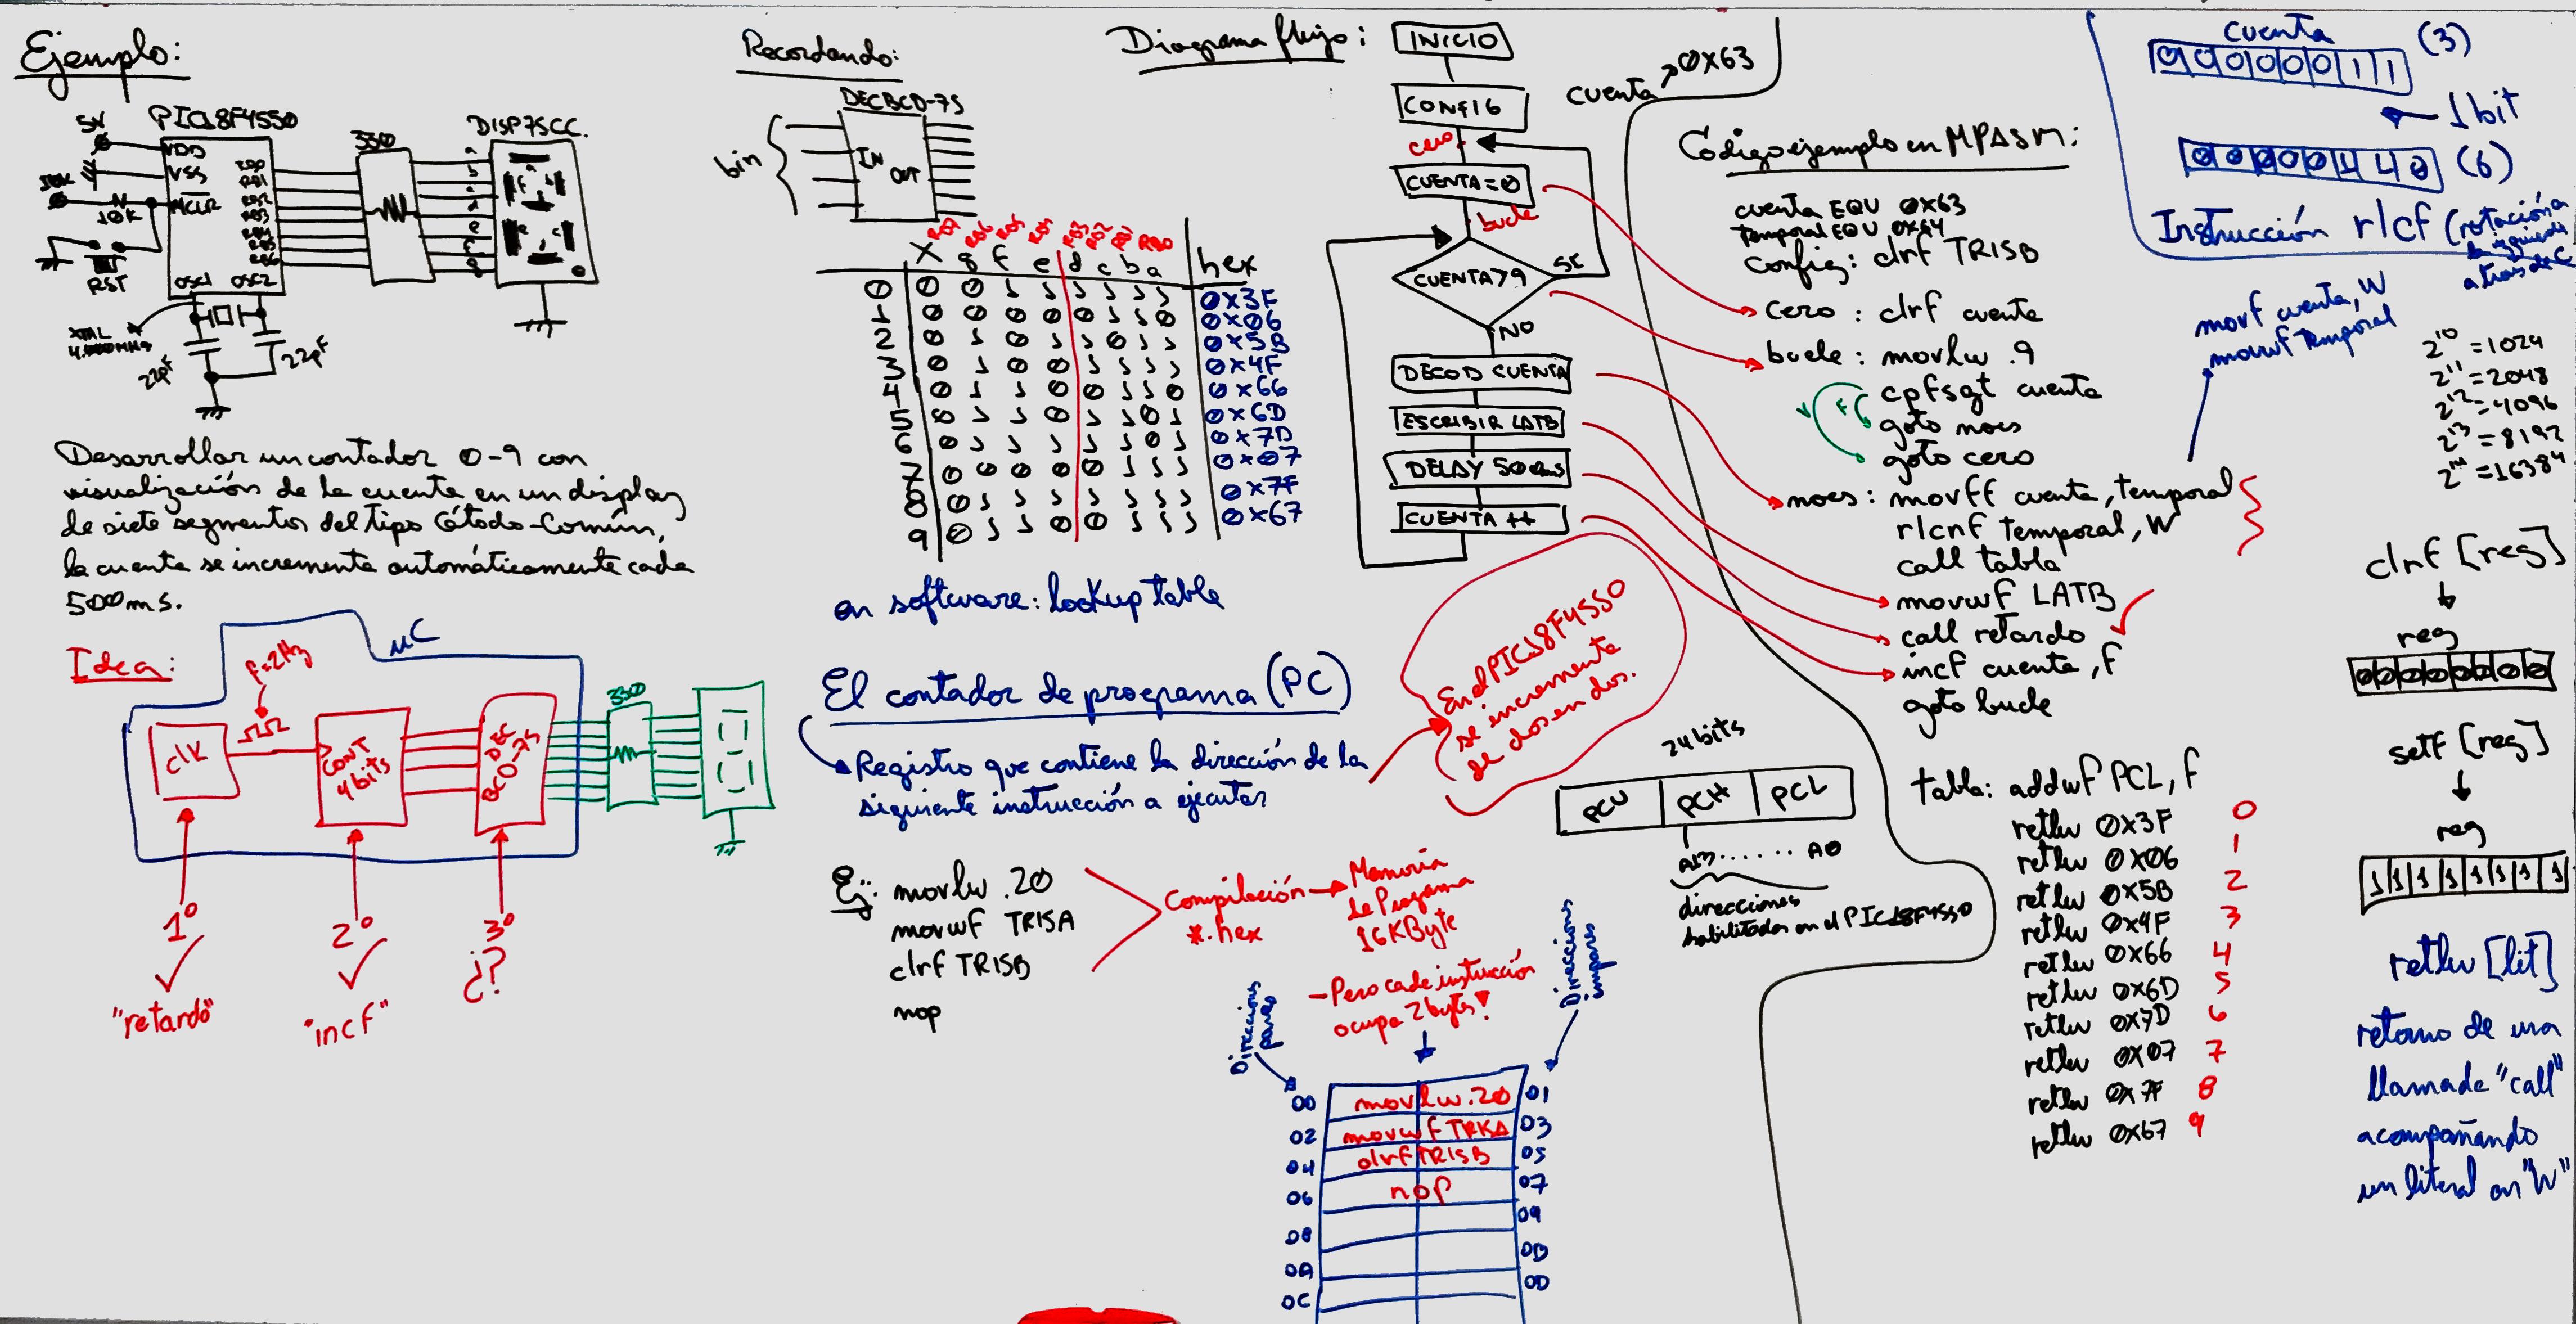 Ejemplo:
5V
PIC18F4550
VDD
VSS
MCLR
10K
RST
OSC1 OSC2
RB0
RB1
RB2
RB3
RB4
RB5
RB6
330
DISP7SCC.
a
b
c
d
e
f
g
XTAL
22pF
22pF
Desarrollar un contador 0-9 con
visualización de la cuenta en un display
de siete segmentos del tipo Cátodo-Común,
la cuenta se incrementa automáticamente cada
500ms.
Idea:
f=2Hz
µC
clK
CONT
4 bits
DEC
BCD-7S
330
1º
2º
3º
¿?
"retardo"
"incf"
Recordando:
DECBCD-7S
bin
IN
OUT
X g f e d c b a hex
0 0 0 1 1 1 1 1 1 0x3F
1 0 0 0 0 0 1 1 0 0x06
2 0 1 0 1 1 0 1 1 0x5B
3 0 1 0 0 1 1 1 1 0x4F
4 0 1 1 0 0 1 1 0 0x66
5 0 1 1 0 1 1 0 1 0x6D
6 0 1 1 1 1 1 0 1 0x7D
7 0 0 0 0 0 1 1 1 0x07
8 0 1 1 1 1 1 1 1 0x7F
9 0 1 1 0 0 1 1 1 0x67
en software: lookup table
El contador de programa (PC)
Registro que contiene la dirección de la
siguiente instrucción a ejecutar
En el PIC18F4550
se incrementa
de dos en dos.
Ej: movlw .20
movwf TRISA
clrf TRISB
nop
Compilación
*.hex
Memoria
de Programa
16KByte
- Pero cada instrucción
ocupa 2 bytes!
Direcciones
pares
Direcciones
impares
00 movlw .20 01
02 movwf TRISA 03
04 clrf TRISB 05
06 nop 07
08 09
0A 0B
0C 0D
24 bits
PCU PCH PCL
A13 ...... A0
direcciones
habilitadas en el PIC18F4550
Diagrama flujo:
INICIO
CONFIG
cero
CUENTA=0
bucle
CUENTA>9
SI
NO
DECOD CUENTA
ESCRIBIR LATB
DELAY 500ms
CUENTA ++
cuenta 0x63
Código ejemplo en MPASM:
cuenta EQU 0x63
temporal EQU 0x64
config: clrf TRISB
cero : clrf cuenta
bucle : movlw .9
cpfsgt cuenta
goto noes
goto cero
V F
noes: movff cuenta, temporal
rlcnf temporal, W
call tabla
movwf LATB
call retardo
incf cuenta, f
goto bucle
tabla: addwf PCL, f
retlw 0x3F 0
retlw 0x06 1
retlw 0x5B 2
retlw 0x4F 3
retlw 0x66 4
retlw 0x6D 5
retlw 0x7D 6
retlw 0x07 7
retlw 0x7F 8
retlw 0x67 9
cuenta
0 0 0 0 0 0 1 1 (3)
1 bit
0 0 0 0 0 1 1 0 (6)
Instrucción rlcf (rotación a
la izquierda
a traves de C
movf cuenta, W
movwf temporal
2^10 = 1024
2^11 = 2048
2^12 = 4096
2^13 = 8192
2^14 = 16384
clrf [reg]
reg
0 0 0 0 0 0 0 0
setf [reg]
reg
1 1 1 1 1 1 1 1
retlw [lit]
retorno de una
llamada "call"
acompañando
un literal en "W"